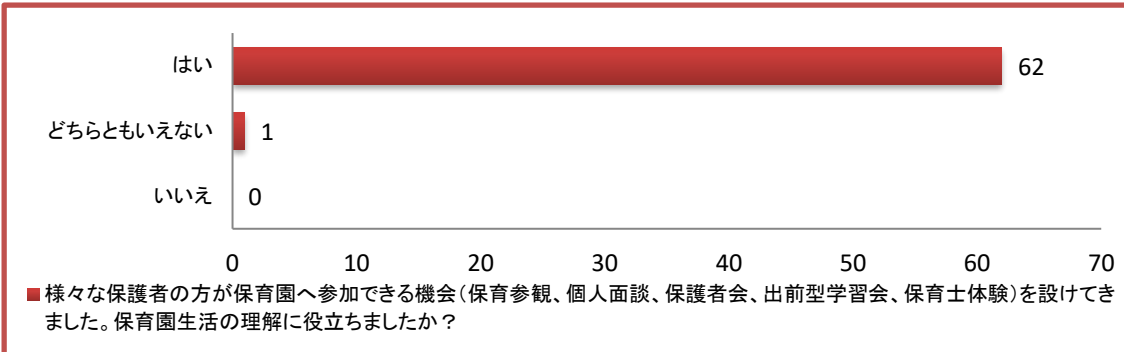 はい 62
どちらともいえない 1
いいえ 0
0 10 20 30 40 50 60 70
様々な保護者の方が保育園へ参加できる機会(保育参観、個人面談、保護者会、出前型学習会、保育士体験)を設けてき
ました。保育園生活の理解に役立ちましたか？